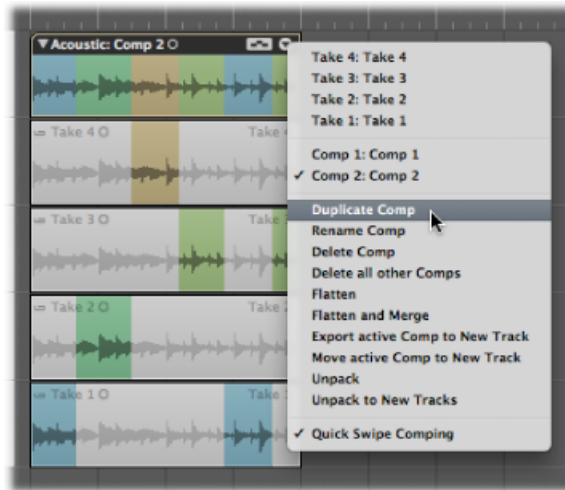 Acoustic: Comp 2
Take 4
Take
Take 3
Take
Take 2
Take
Take 1
Take
Take 4: Take 4
Take 3: Take 3
Take 2: Take 2
Take 1: Take 1
Comp 1: Comp 1
✓ Comp 2: Comp 2
Duplicate Comp
Rename Comp
Delete Comp
Delete all other Comps
Flatten
Flatten and Merge
Export active Comp to New Track
Move active Comp to New Track
Unpack
Unpack to New Tracks
✓ Quick Swipe Comping